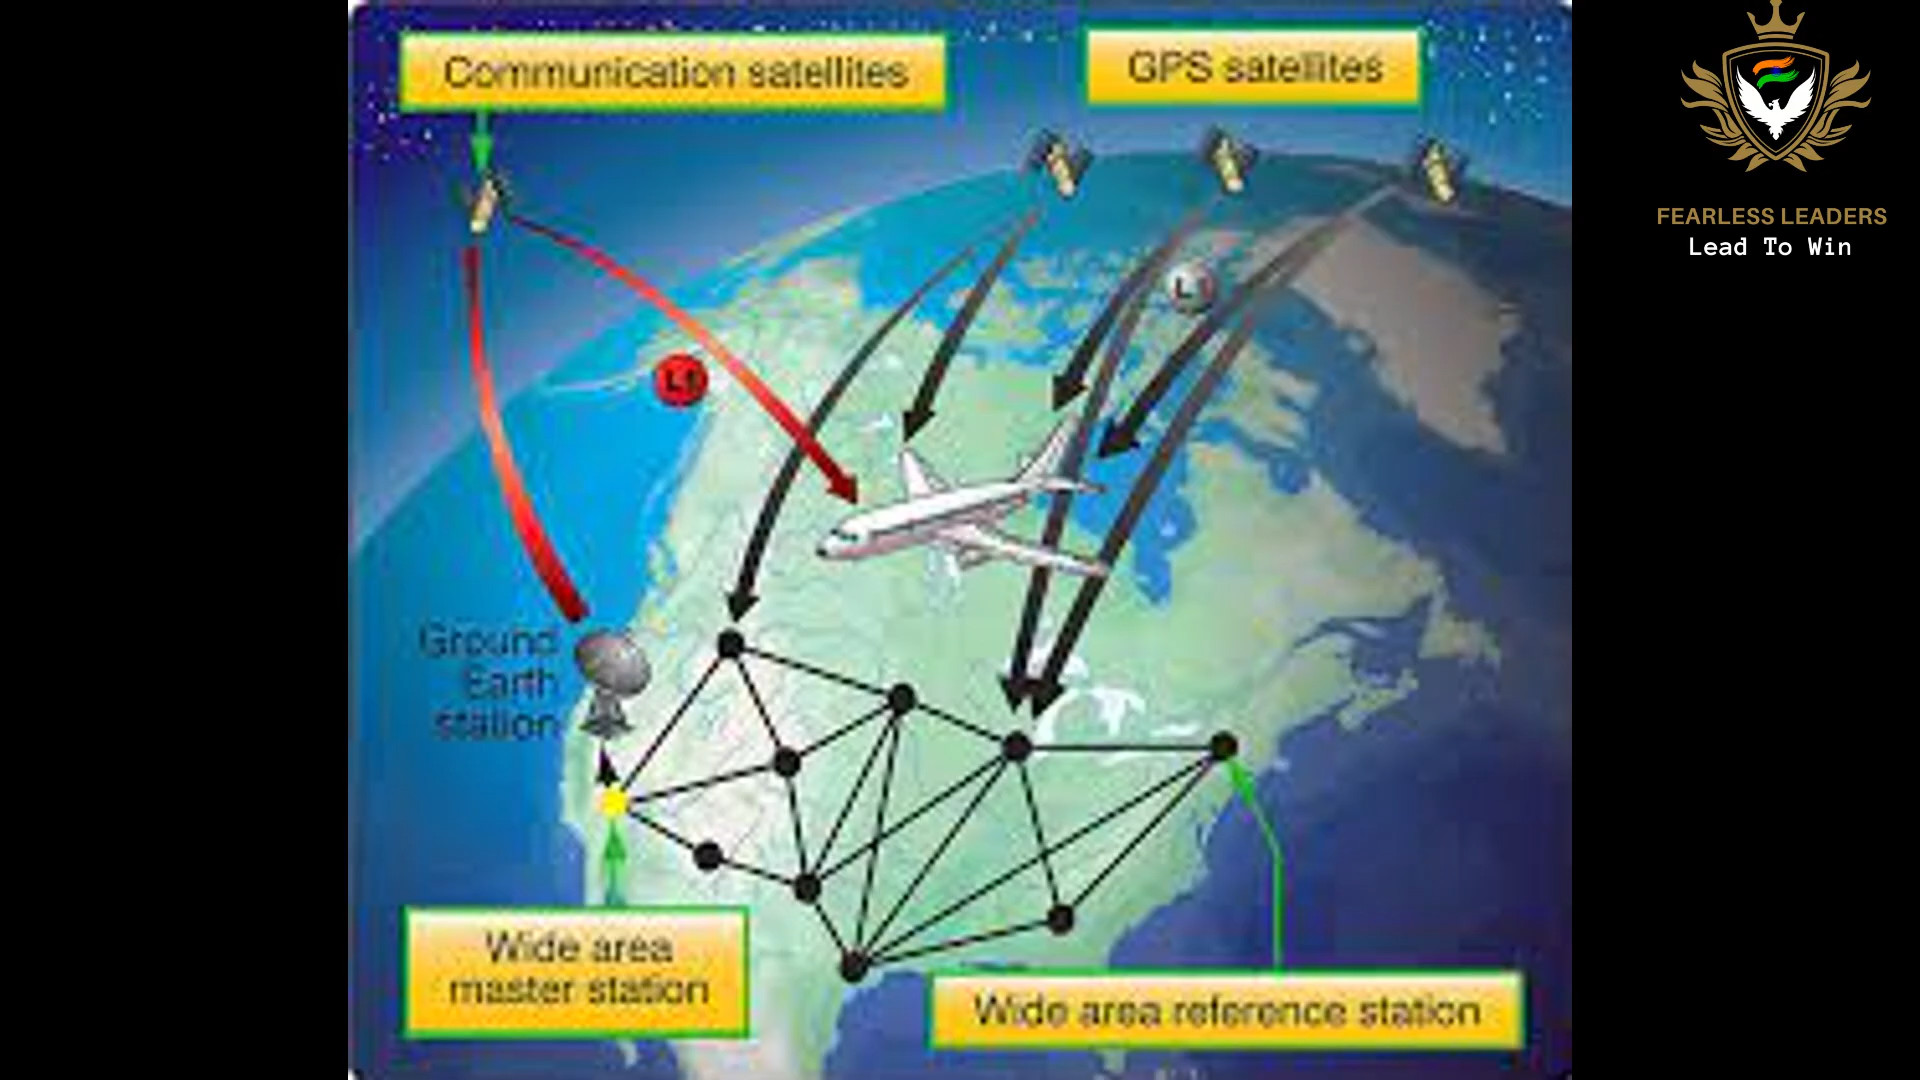 Communication satellites
GPS satellites
FEARLESS LEADERS
Lead To Win
L1
Ground
Earth
station
Wide area
master station
Wide area reference station